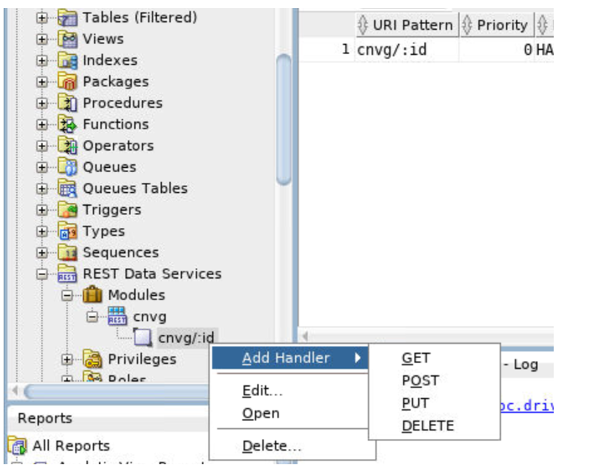 Tables (Filtered)
Views
Indexes
Packages
Procedures
Functions
Operators
Queues
Queues Tables
Triggers
Types
Sequences
REST Data Services
Modules
cnvg
cnvg/:id
Privileges
Roles
Reports
All Reports
URI Pattern Priority
1 cnvg/:id 0 HA
Add Handler
Edit...
Open
Delete...
GET
POST
PUT
DELETE
- Log
oc.driv